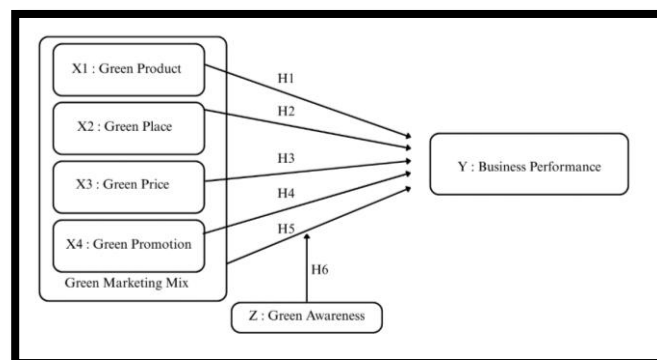 X1 : Green Product
X2 : Green Place
X3 : Green Price
X4 : Green Promotion
Green Marketing Mix
H1
H2
H3
H4
H5
H6
Y : Business Performance
Z : Green Awareness